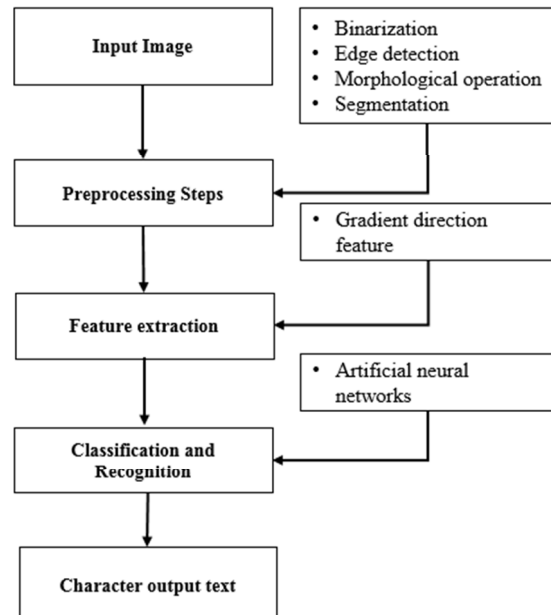 Input Image
• Binarization
• Edge detection
• Morphological operation
• Segmentation
Preprocessing Steps
• Gradient direction
feature
Feature extraction
• Artificial neural
networks
Classification and
Recognition
Character output text